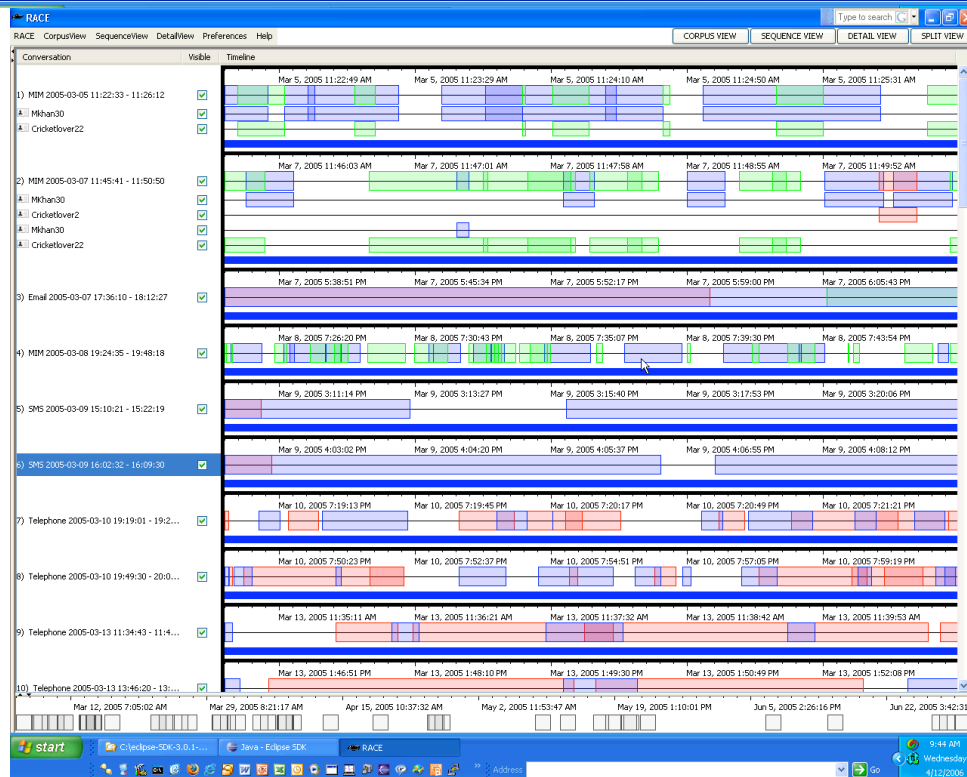 RACE
Type to search
RACE CorpusView SequenceView DetailView Preferences Help
CORPUS VIEW SEQUENCE VIEW DETAIL VIEW SPLIT VIEW
Conversation Visible Timeline
Mar 5, 2005 11:22:49 AM Mar 5, 2005 11:23:29 AM Mar 5, 2005 11:24:10 AM Mar 5, 2005 11:24:50 AM Mar 5, 2005 11:25:31 AM
1) MIM 2005-03-05 11:22:33 - 11:26:12
Mkhan30
Cricketlover22
Mar 7, 2005 11:46:03 AM Mar 7, 2005 11:47:01 AM Mar 7, 2005 11:47:58 AM Mar 7, 2005 11:48:55 AM Mar 7, 2005 11:49:52 AM
2) MIM 2005-03-07 11:45:41 - 11:50:50
MKhan30
Cricketlover2
Mkhan30
Cricketlover22
Mar 7, 2005 5:38:51 PM Mar 7, 2005 5:45:34 PM Mar 7, 2005 5:52:17 PM Mar 7, 2005 5:59:00 PM Mar 7, 2005 6:05:43 PM
3) Email 2005-03-07 17:36:10 - 18:12:27
Mar 8, 2005 7:26:20 PM Mar 8, 2005 7:30:43 PM Mar 8, 2005 7:35:07 PM Mar 8, 2005 7:39:30 PM Mar 8, 2005 7:43:54 PM
4) MIM 2005-03-08 19:24:35 - 19:48:18
Mar 9, 2005 3:11:14 PM Mar 9, 2005 3:13:27 PM Mar 9, 2005 3:15:40 PM Mar 9, 2005 3:17:53 PM Mar 9, 2005 3:20:06 PM
5) SMS 2005-03-09 15:10:21 - 15:22:19
Mar 9, 2005 4:03:02 PM Mar 9, 2005 4:04:20 PM Mar 9, 2005 4:05:37 PM Mar 9, 2005 4:06:55 PM Mar 9, 2005 4:08:12 PM
6) SMS 2005-03-09 16:02:32 - 16:09:30
Mar 10, 2005 7:19:13 PM Mar 10, 2005 7:19:45 PM Mar 10, 2005 7:20:17 PM Mar 10, 2005 7:20:49 PM Mar 10, 2005 7:21:21 PM
7) Telephone 2005-03-10 19:19:01 - 19:2...
Mar 10, 2005 7:50:23 PM Mar 10, 2005 7:52:37 PM Mar 10, 2005 7:54:51 PM Mar 10, 2005 7:57:05 PM Mar 10, 2005 7:59:19 PM
8) Telephone 2005-03-10 19:49:30 - 20:0...
Mar 13, 2005 11:35:11 AM Mar 13, 2005 11:36:21 AM Mar 13, 2005 11:37:32 AM Mar 13, 2005 11:38:42 AM Mar 13, 2005 11:39:53 AM
9) Telephone 2005-03-13 11:34:43 - 11:4...
Mar 13, 2005 1:46:51 PM Mar 13, 2005 1:48:10 PM Mar 13, 2005 1:49:30 PM Mar 13, 2005 1:50:49 PM Mar 13, 2005 1:52:08 PM
10) Telephone 2005-03-13 13:46:20 - 13:...
Mar 12, 2005 7:05:02 AM Mar 29, 2005 8:21:17 AM Apr 15, 2005 10:37:32 AM May 2, 2005 11:53:47 AM May 19, 2005 1:10:01 PM Jun 5, 2005 2:26:16 PM Jun 22, 2005 3:42:31
start C:\eclipse-SDK-3.0.1-... Java - Eclipse SDK RACE 9:44 AM
Address Go Wednesday
4/12/2006